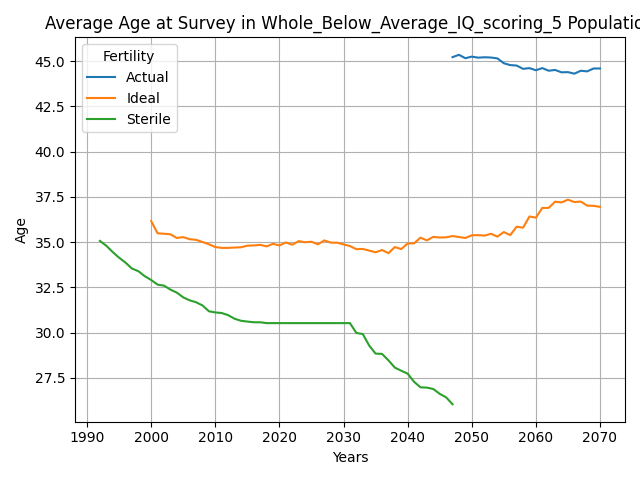 Average Age at Survey in Whole_Below_Average_IQ_scoring_5 Populatio
Fertility
Actual
Ideal
Sterile
Age
45.0
42.5
40.0
37.5
35.0
32.5
30.0
27.5
1990 2000 2010 2020 2030 2040 2050 2060 2070
Years